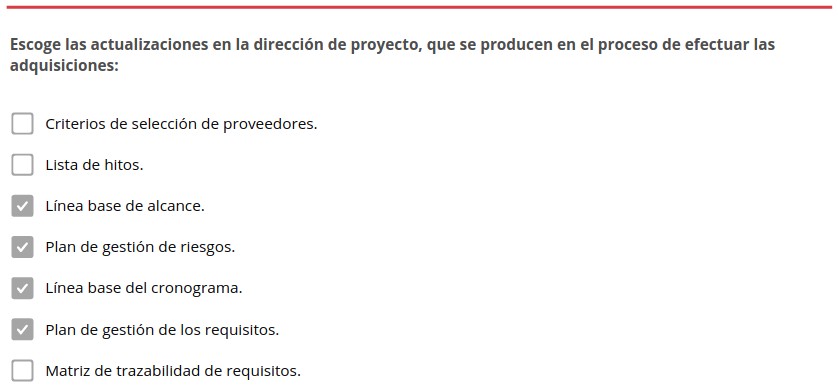 Escoge las actualizaciones en la dirección de proyecto, que se producen en el proceso de efectuar las
adquisiciones:
Criterios de selección de proveedores.
Lista de hitos.
Línea base de alcance.
Plan de gestión de riesgos.
Línea base del cronograma.
Plan de gestión de los requisitos.
Matriz de trazabilidad de requisitos.